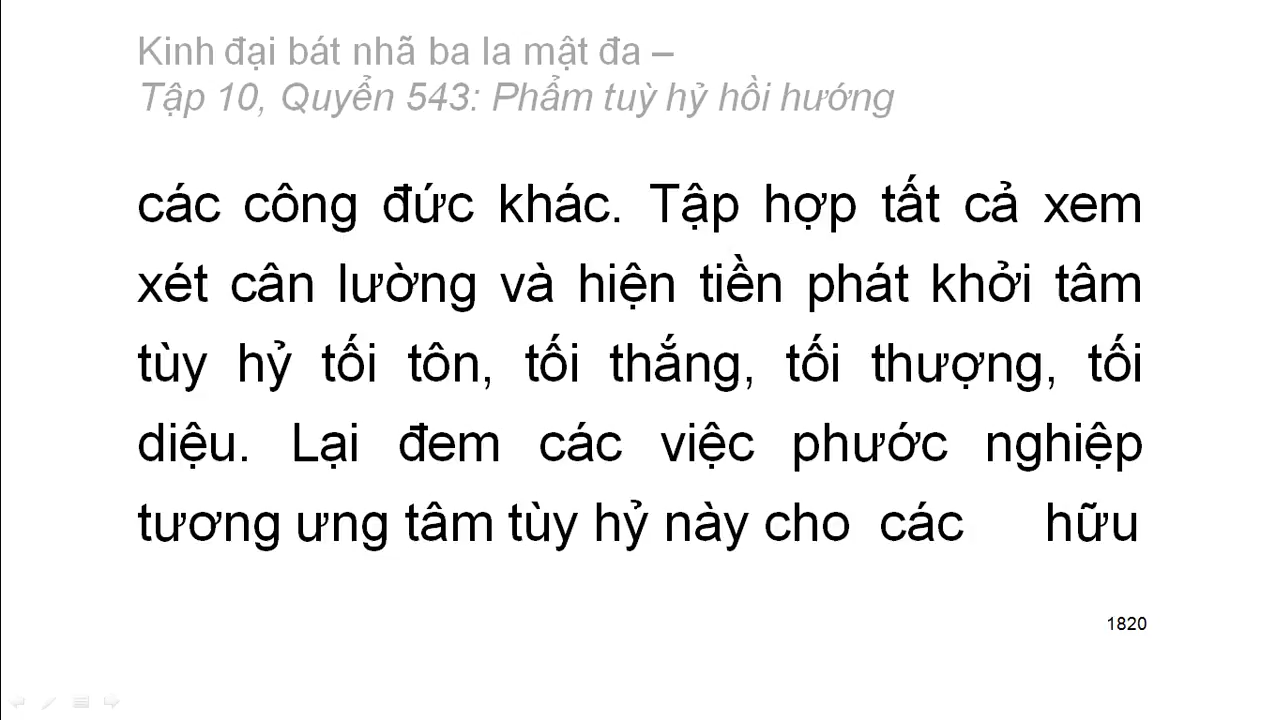 Kinh đại bát nhã ba la mật đa –
Tập 10, Quyển 543: Phẩm tuỳ hỷ hồi hướng
các công đức khác. Tập hợp tất cả xem
xét cân lường và hiện tiền phát khởi tâm
tùy hỷ tối tôn, tối thắng, tối thượng, tối
diệu. Lại đem các việc phước nghiệp
tương ưng tâm tùy hỷ này cho các hữu
1820